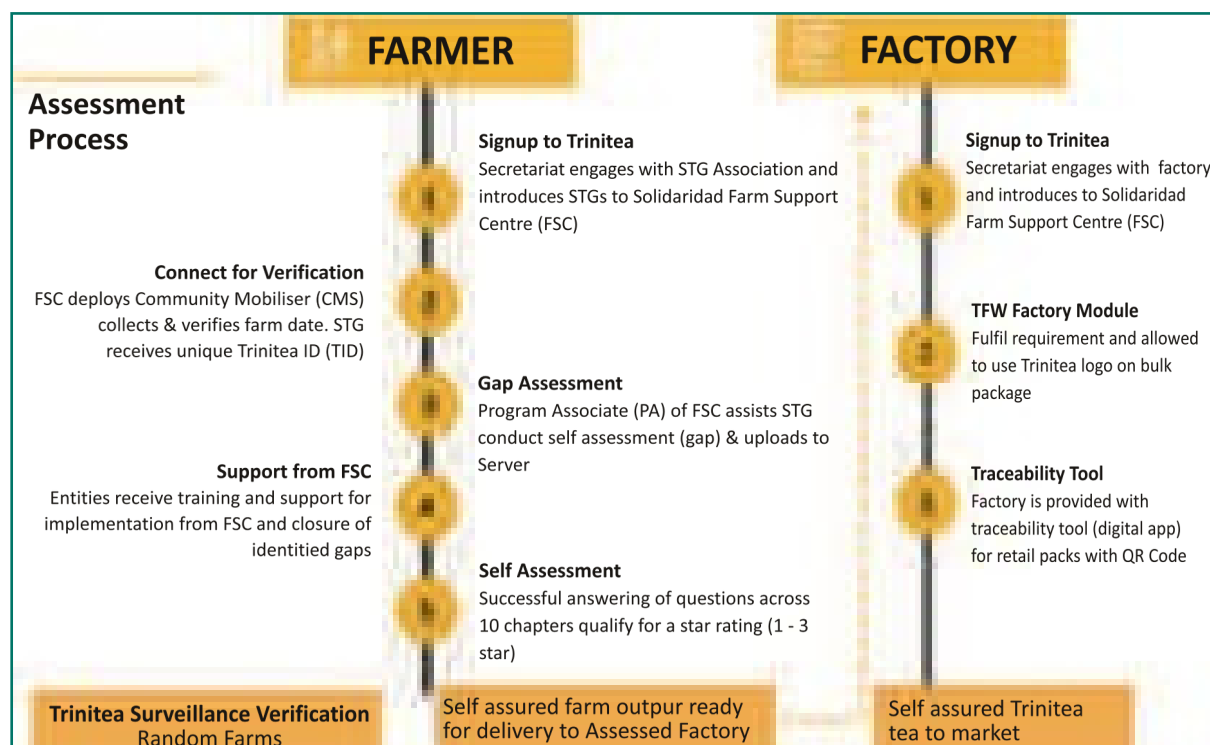 FARMER
FACTORY
Assessment
Process
Signup to Trinitea
Secretariat engages with STG Association and
introduces STGs to Solidaridad Farm Support
Centre (FSC)
Connect for Verification
FSC deploys Community Mobiliser (CMS)
collects & verifies farm date. STG
receives unique Trinitea ID (TID)
Gap Assessment
Program Associate (PA) of FSC assists STG
conduct self assessment (gap) & uploads to
Server
Support from FSC
Entities receive training and support for
implementation from FSC and closure of
identitied gaps
Self Assessment
Successful answering of questions across
10 chapters qualify for a star rating (1 - 3
star)
Signup to Trinitea
Secretariat engages with factory
and introduces to Solidaridad
Farm Support Centre (FSC)
TFW Factory Module
Fulfil requirement and allowed
to use Trinitea logo on bulk
package
Traceability Tool
Factory is provided with
traceability tool (digital app)
for retail packs with QR Code
Trinitea Surveillance Verification
Random Farms
Self assured farm outpur ready
for delivery to Assessed Factory
Self assured Trinitea
tea to market